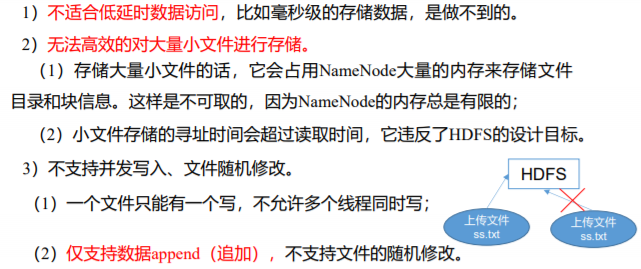 1）不适合低延时数据访问，比如毫秒级的存储数据，是做不到的。
2）无法高效的对大量小文件进行存储。
（1）存储大量小文件的话，它会占用NameNode大量的内存来存储文件
目录和块信息。这样是不可取的，因为NameNode的内存总是有限的；
（2）小文件存储的寻址时间会超过读取时间，它违反了HDFS的设计目标。
3）不支持并发写入、文件随机修改。
HDFS
（1）一个文件只能有一个写，不允许多个线程同时写；
上传文件
ss.txt
上传文件
ss.txt
（2）仅支持数据append（追加），不支持文件的随机修改。